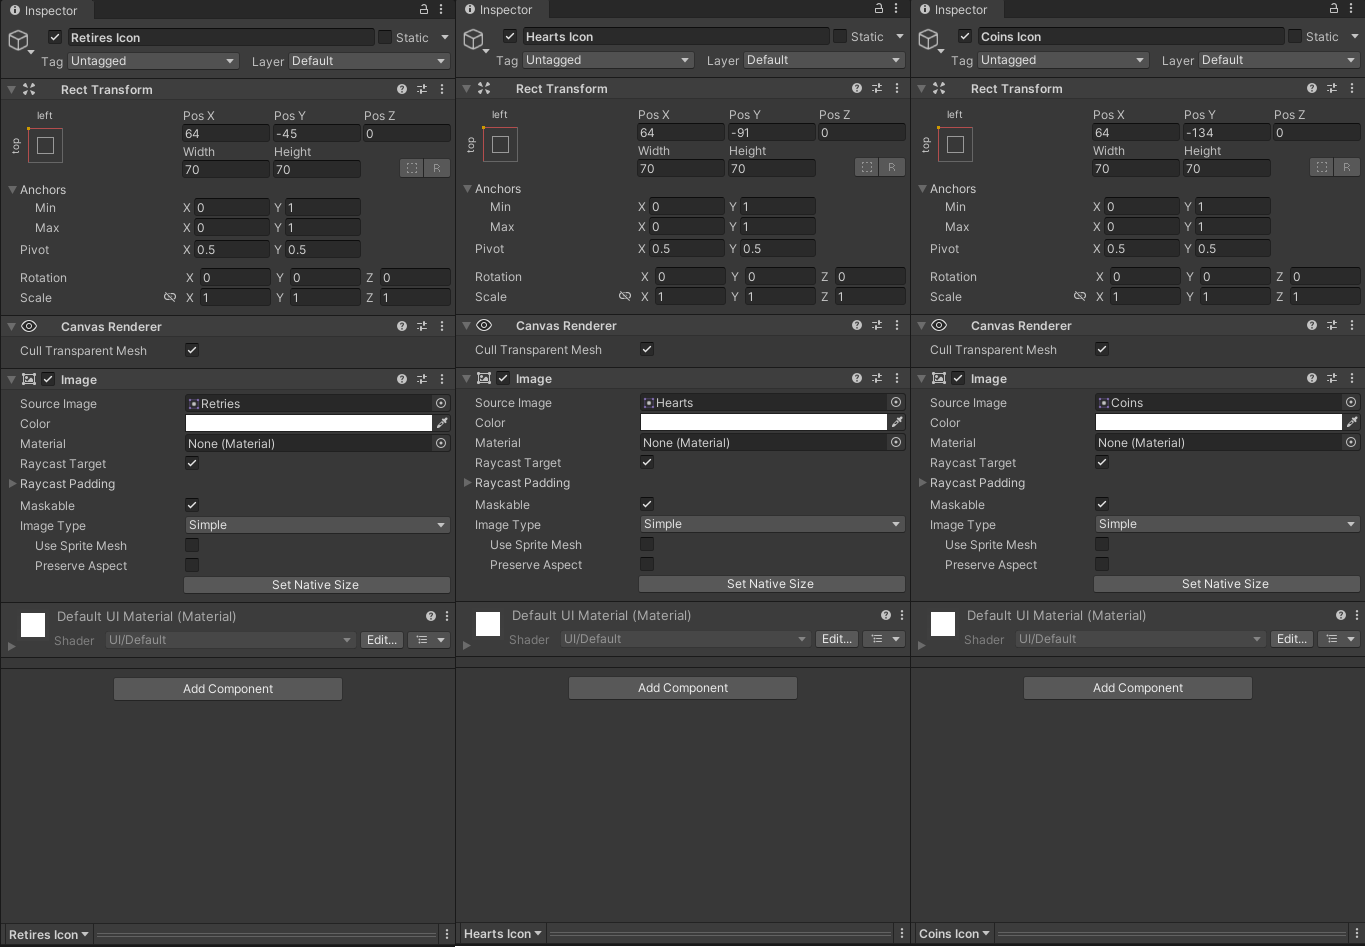 Inspector
Retires Icon
Static
Tag Untagged Layer Default
Rect Transform
left
top
Pos X Pos Y Pos Z
64 -45 0
Width Height
70 70 R
Anchors
Min X 0 Y 1
Max X 0 Y 1
Pivot X 0.5 Y 0.5
Rotation X 0 Y 0 Z 0
Scale X 1 Y 1 Z 1
Canvas Renderer
Cull Transparent Mesh
Image
Source Image Retries
Color
Material None (Material)
Raycast Target
Raycast Padding
Maskable
Image Type Simple
Use Sprite Mesh
Preserve Aspect
Set Native Size
Default UI Material (Material)
Shader UI/Default Edit...
Add Component
Retires Icon
Inspector
Hearts Icon
Static
Tag Untagged Layer Default
Rect Transform
left
top
Pos X Pos Y Pos Z
64 -91 0
Width Height
70 70 R
Anchors
Min X 0 Y 1
Max X 0 Y 1
Pivot X 0.5 Y 0.5
Rotation X 0 Y 0 Z 0
Scale X 1 Y 1 Z 1
Canvas Renderer
Cull Transparent Mesh
Image
Source Image Hearts
Color
Material None (Material)
Raycast Target
Raycast Padding
Maskable
Image Type Simple
Use Sprite Mesh
Preserve Aspect
Set Native Size
Default UI Material (Material)
Shader UI/Default Edit...
Add Component
Hearts Icon
Inspector
Coins Icon
Static
Tag Untagged Layer Default
Rect Transform
left
top
Pos X Pos Y Pos Z
64 -134 0
Width Height
70 70 R
Anchors
Min X 0 Y 1
Max X 0 Y 1
Pivot X 0.5 Y 0.5
Rotation X 0 Y 0 Z 0
Scale X 1 Y 1 Z 1
Canvas Renderer
Cull Transparent Mesh
Image
Source Image Coins
Color
Material None (Material)
Raycast Target
Raycast Padding
Maskable
Image Type Simple
Use Sprite Mesh
Preserve Aspect
Set Native Size
Default UI Material (Material)
Shader UI/Default Edit...
Add Component
Coins Icon